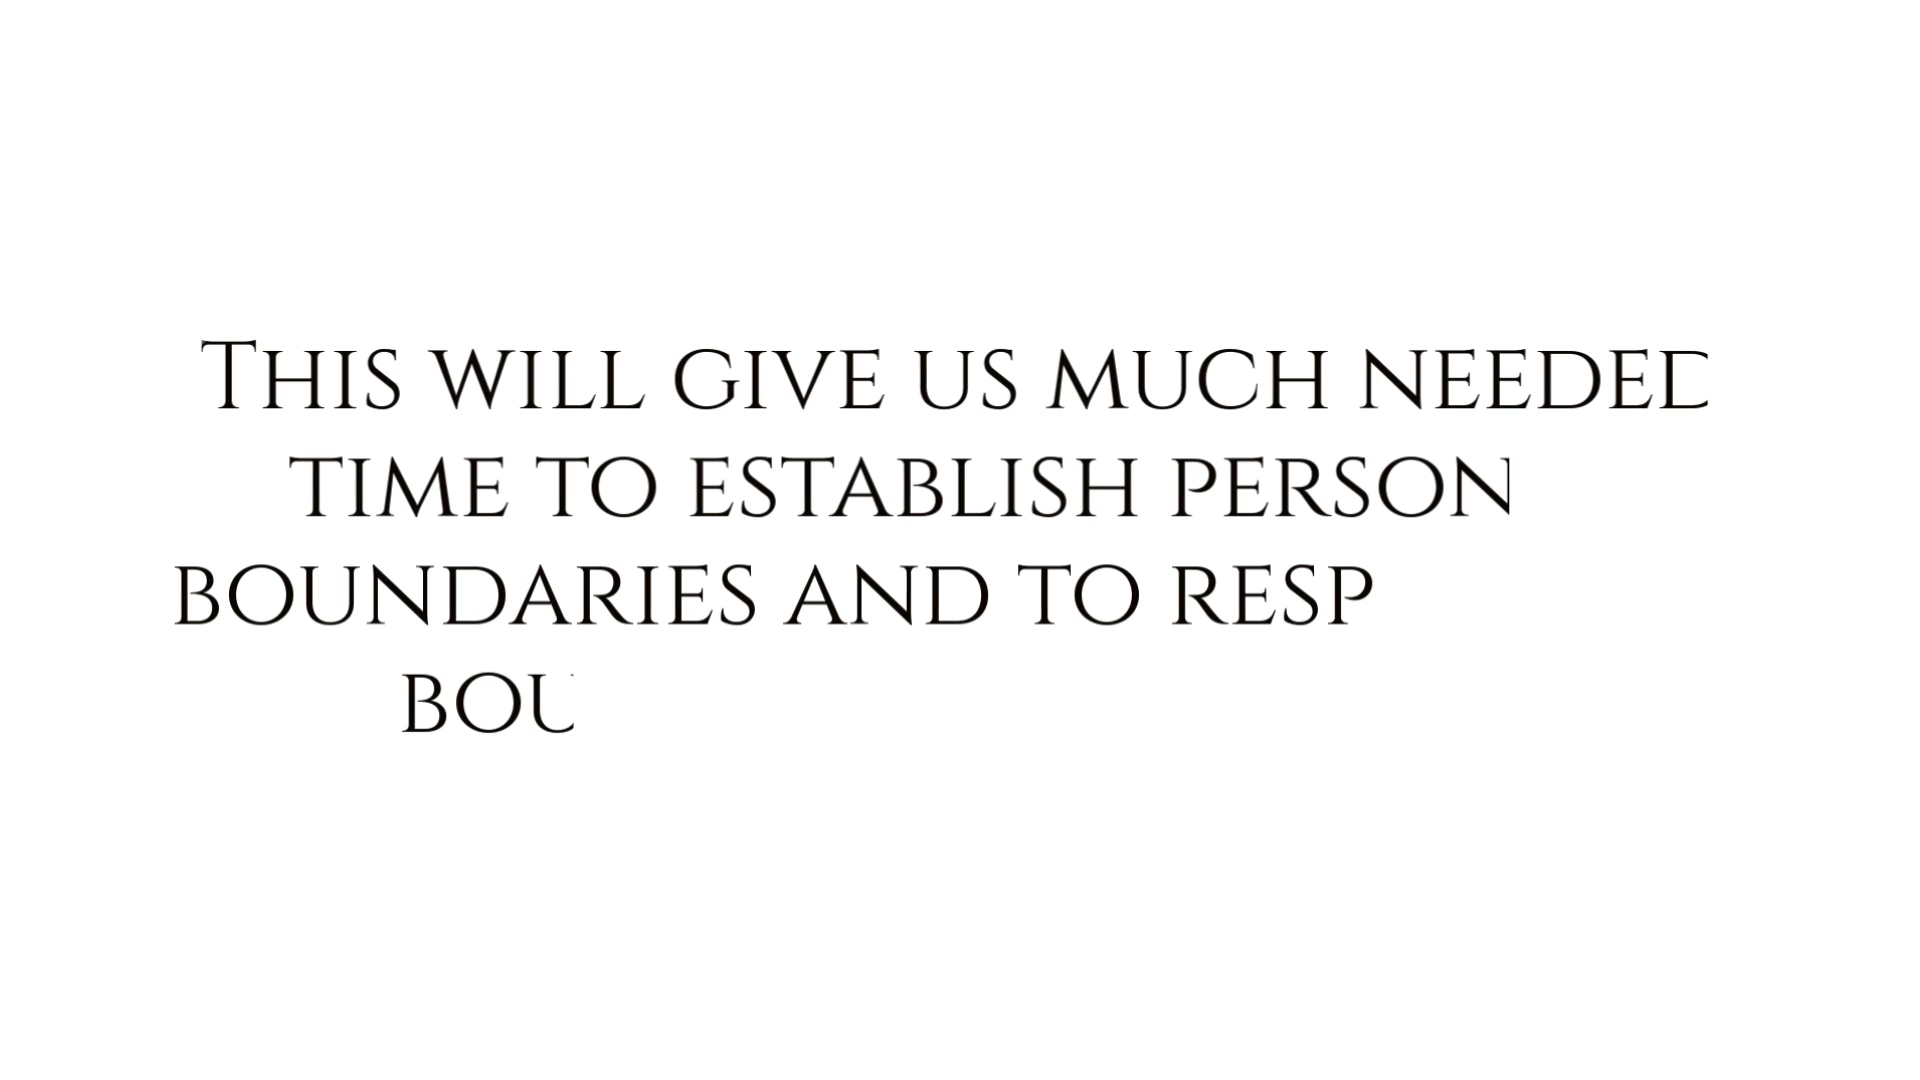 This will give us much needed
time to establish person
boundaries and to resp
bou